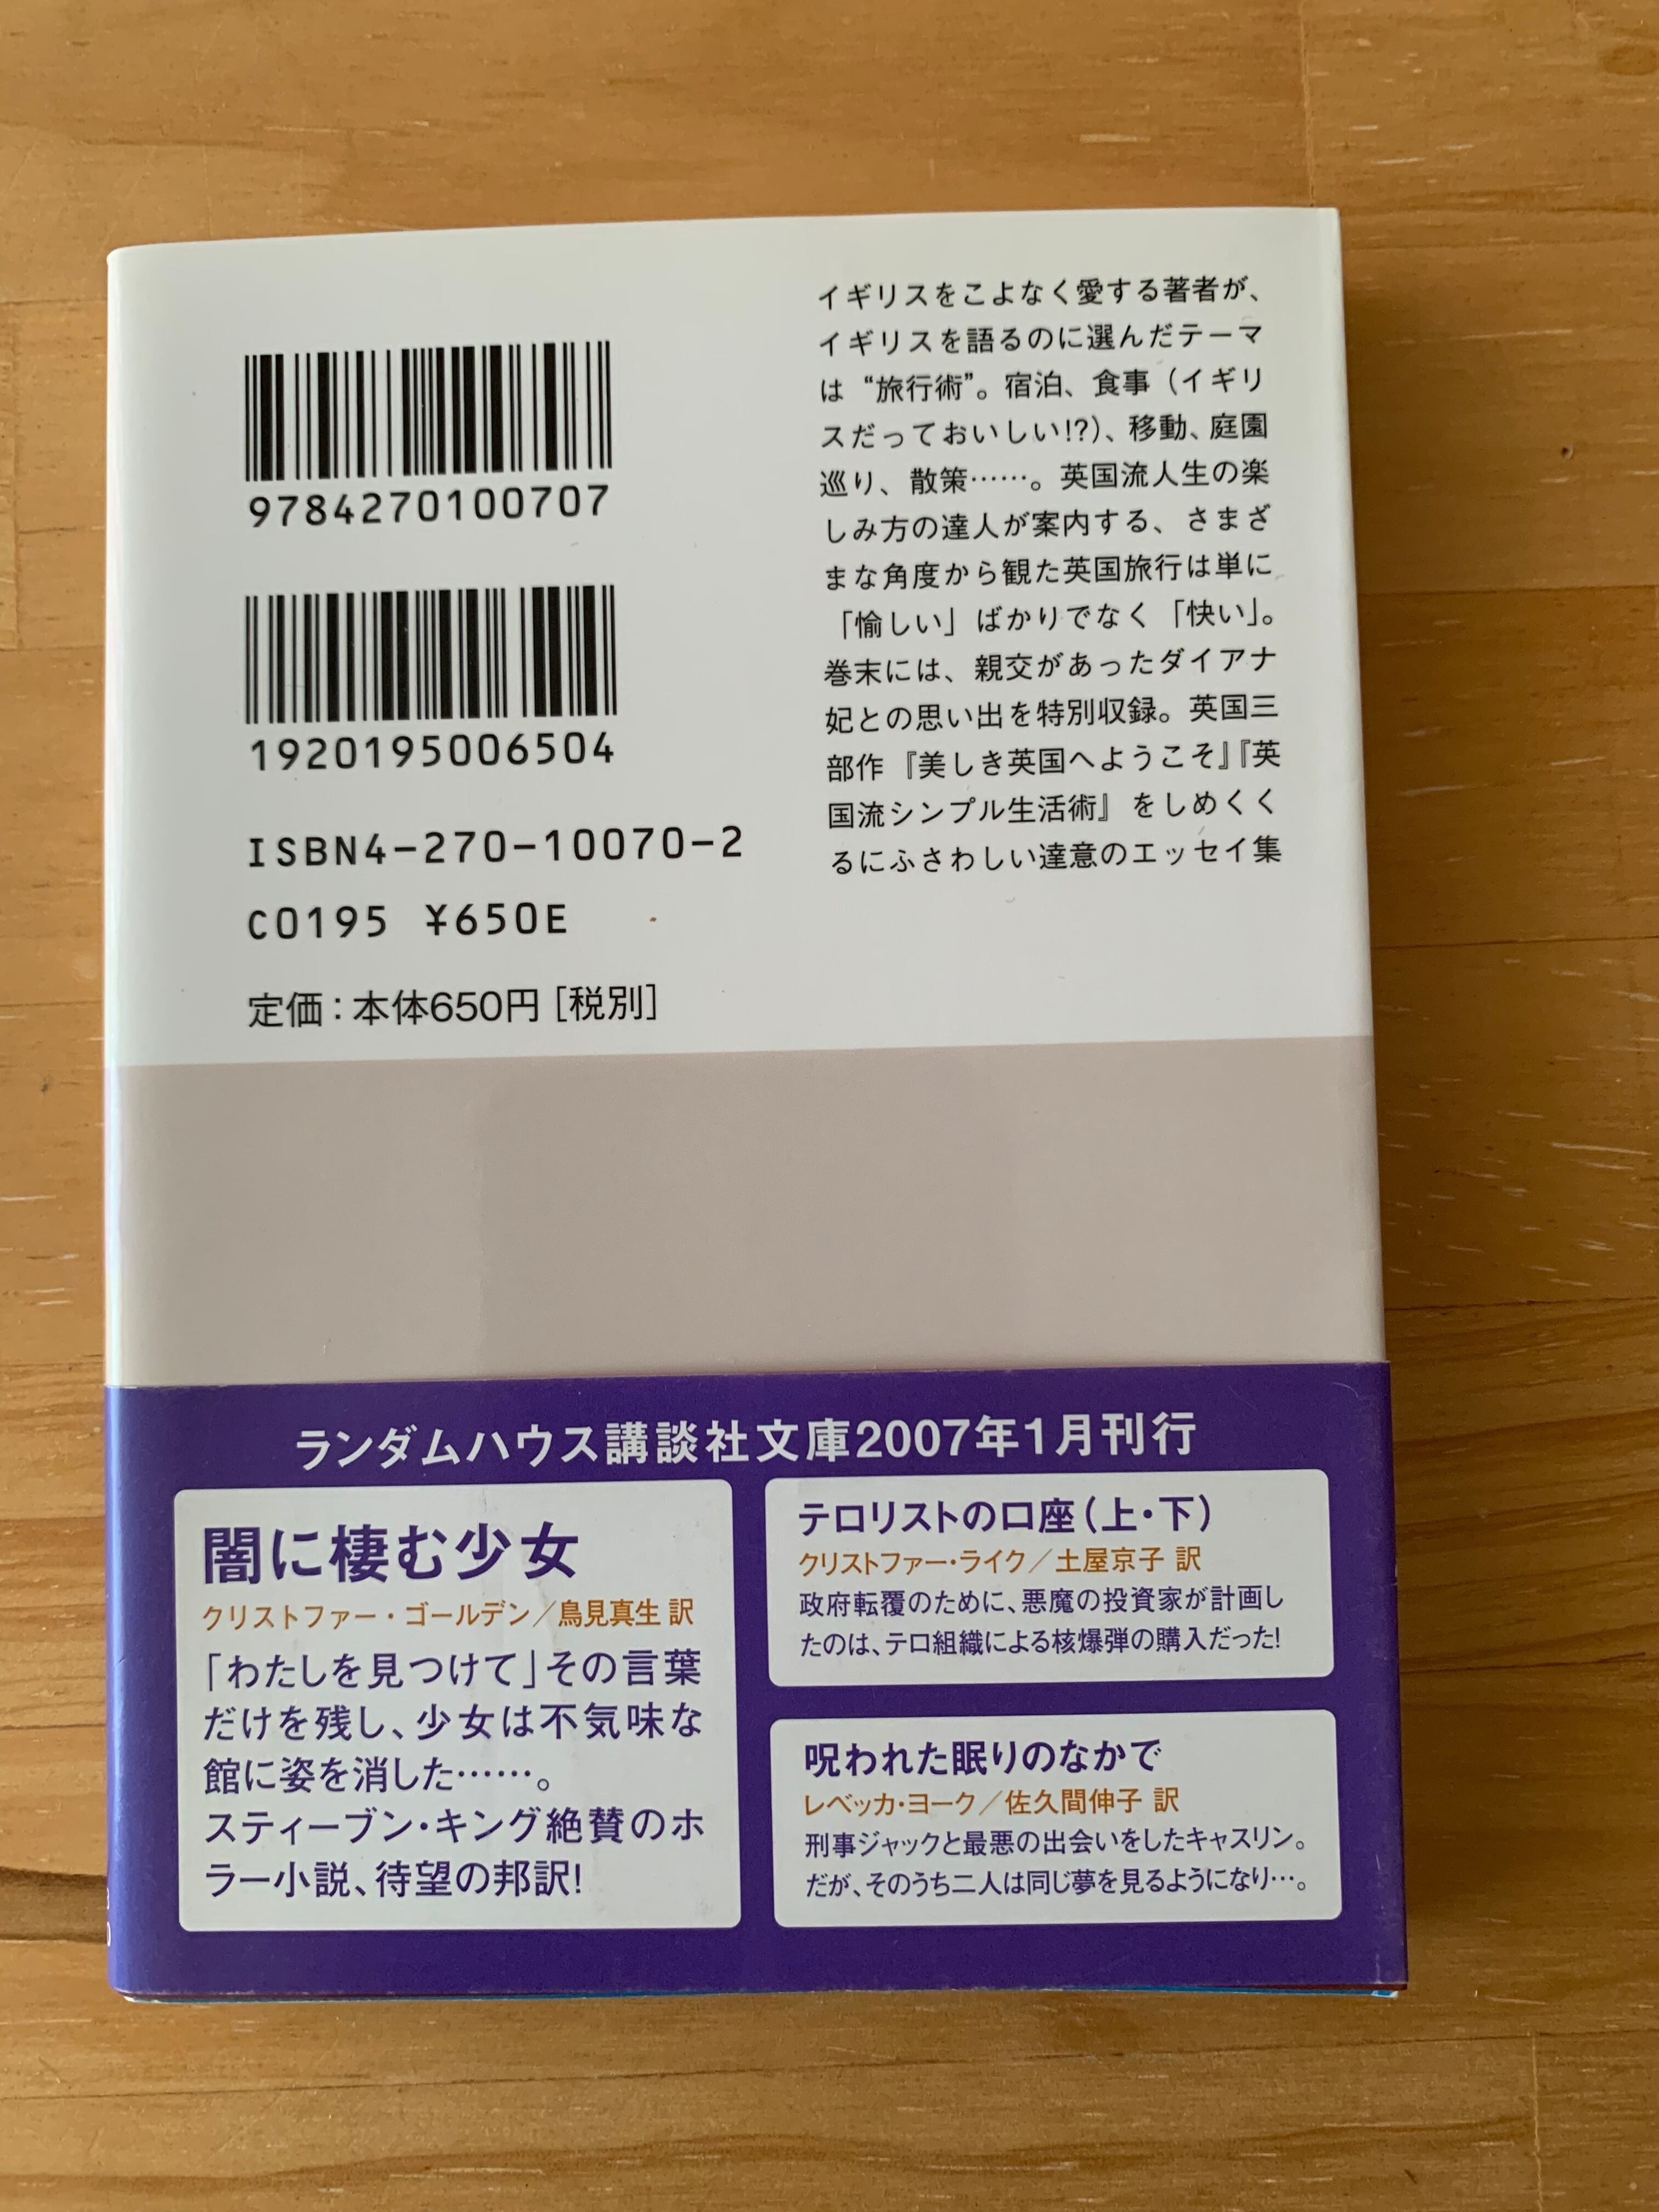 9784270100707
1920195006504
ISBN4-270-10070-2
C0195 ¥650E
定価：本体650円［税別］
イギリスをこよなく愛する著者が、
イギリスを語るのに選んだテーマ
は“旅行術”。宿泊、食事（イギリ
スだっておいしい!?）、移動、庭園
巡り、散策……。英国流人生の楽
しみ方の達人が案内する、さまざ
まな角度から観た英国旅行は単に
「愉しい」ばかりでなく「快い」。
巻末には、親交があったダイアナ
妃との思い出を特別収録。英国三
部作『美しき英国へようこそ』『英
国流シンプル生活術』をしめくく
るにふさわしい達意のエッセイ集
ランダムハウス講談社文庫2007年1月刊行
闇に棲む少女
クリストファー・ゴールデン／鳥見真生 訳
「わたしを見つけて」その言葉
だけを残し、少女は不気味な
館に姿を消した……。
スティーブン・キング絶賛のホ
ラー小説、待望の邦訳!
テロリストの口座（上・下）
クリストファー・ライク／土屋京子 訳
政府転覆のために、悪魔の投資家が計画し
たのは、テロ組織による核爆弾の購入だった!
呪われた眠りのなかで
レベッカ・ヨーク／佐久間伸子 訳
刑事ジャックと最悪の出会いをしたキャスリン。
だが、そのうち二人は同じ夢を見るようになり…。